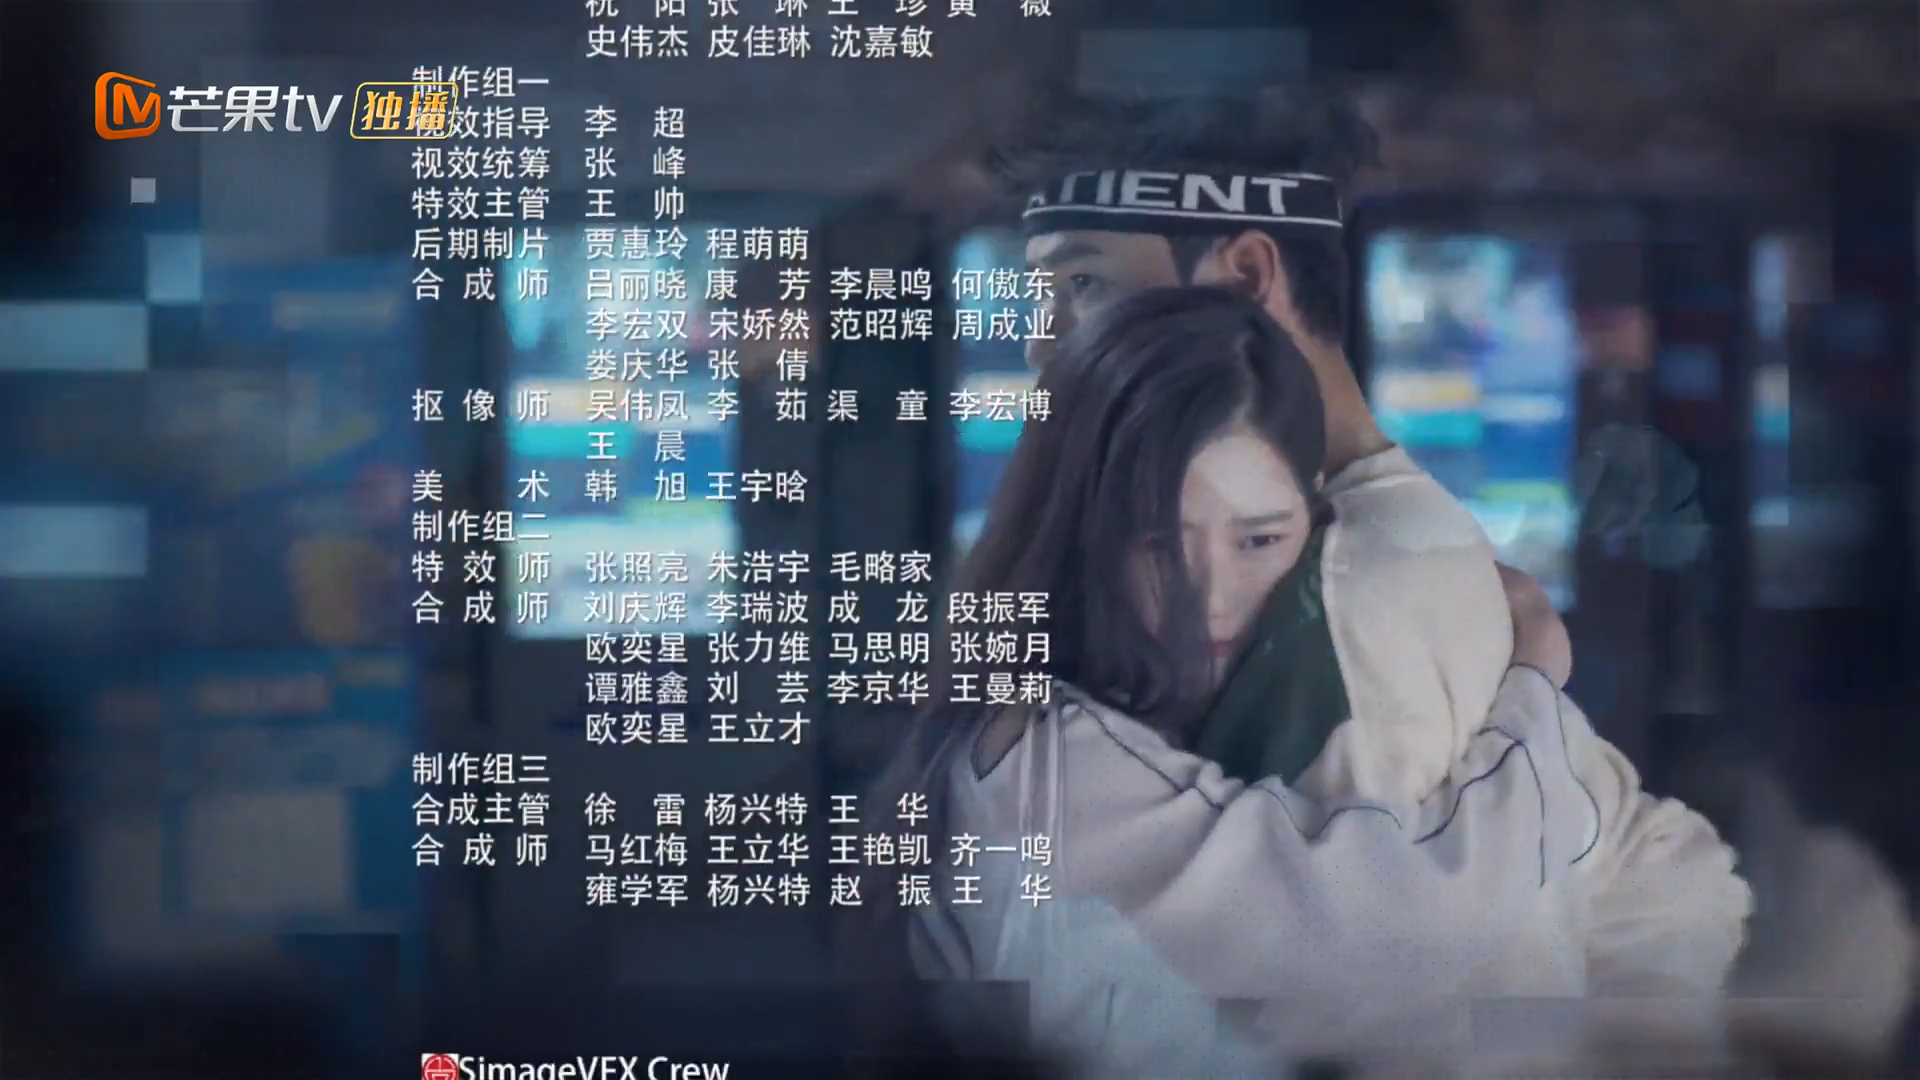 祝阳 张琳 王珍 黄薇
史伟杰 皮佳琳 沈嘉敏
芒果tv 独播
制作组一
视效指导 李超
视效统筹 张峰
特效主管 王帅
后期制片 贾惠玲 程萌萌
合成师 吕丽晓 康芳 李晨鸣 何傲东
李宏双 宋娇然 范昭辉 周成业
娄庆华 张倩
抠像师 吴伟凤 李茹 渠童 李宏博
王晨
美术 韩旭 王宇晗
制作组二
特效师 张照亮 朱浩宇 毛略家
合成师 刘庆辉 李瑞波 成龙 段振军
欧奕星 张力维 马思明 张婉月
谭雅鑫 刘芸 李京华 王曼莉
欧奕星 王立才
制作组三
合成主管 徐雷 杨兴特 王华
合成师 马红梅 王立华 王艳凯 齐一鸣
雍学军 杨兴特 赵振 王华
SimageVFX Crew
ATIENT